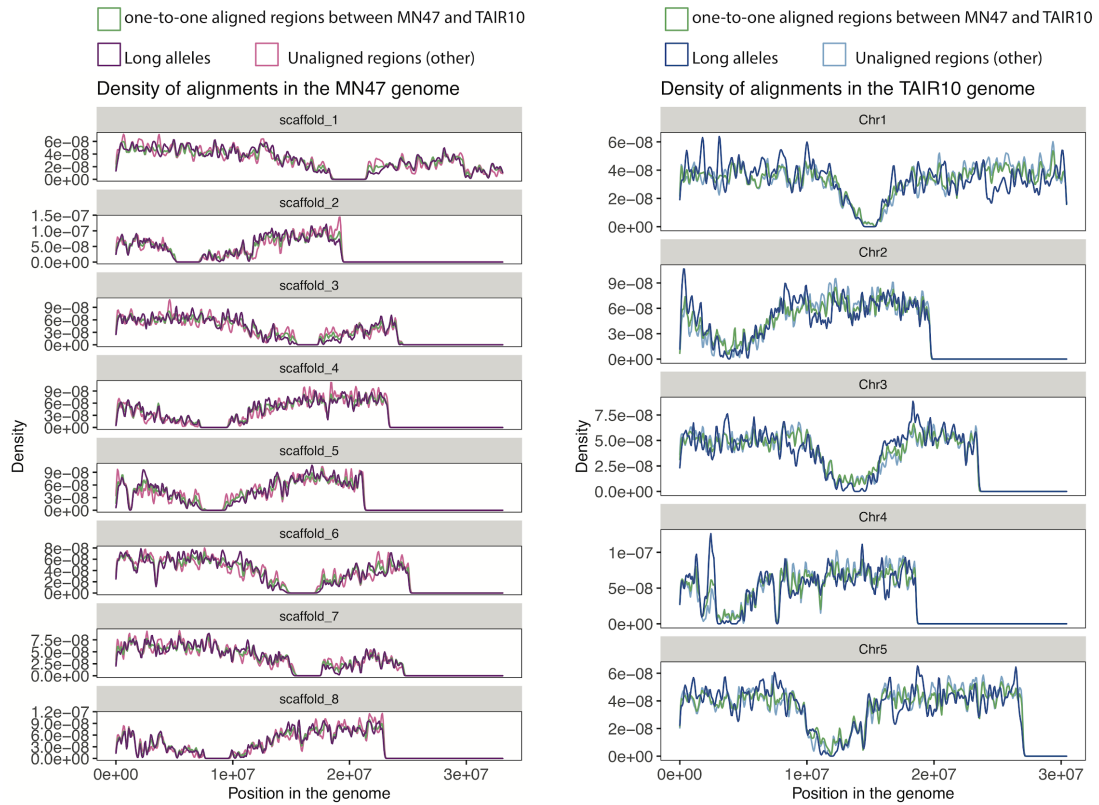 one-to-one aligned regions between MN47 and TAIR10
Long alleles
Unaligned regions (other)
Density of alignments in the MN47 genome
scaffold_1
6e−08
4e−08
2e−08
0e+00
scaffold_2
1.5e−07
1.0e−07
5.0e−08
0.0e+00
scaffold_3
9e−08
6e−08
3e−08
0e+00
scaffold_4
9e−08
6e−08
3e−08
0e+00
scaffold_5
9e−08
6e−08
3e−08
0e+00
scaffold_6
8e−08
6e−08
4e−08
2e−08
0e+00
scaffold_7
7.5e−08
5.0e−08
2.5e−08
0.0e+00
scaffold_8
1.2e−07
9.0e−08
6.0e−08
3.0e−08
0.0e+00
Density
0e+00
1e+07
2e+07
3e+07
Position in the genome
one-to-one aligned regions between MN47 and TAIR10
Long alleles
Unaligned regions (other)
Density of alignments in the TAIR10 genome
Chr1
6e−08
4e−08
2e−08
0e+00
Chr2
9e−08
6e−08
3e−08
0e+00
Chr3
7.5e−08
5.0e−08
2.5e−08
0.0e+00
Chr4
1e−07
5e−08
0e+00
Chr5
6e−08
4e−08
2e−08
0e+00
Density
0e+00
1e+07
2e+07
3e+07
Position in the genome